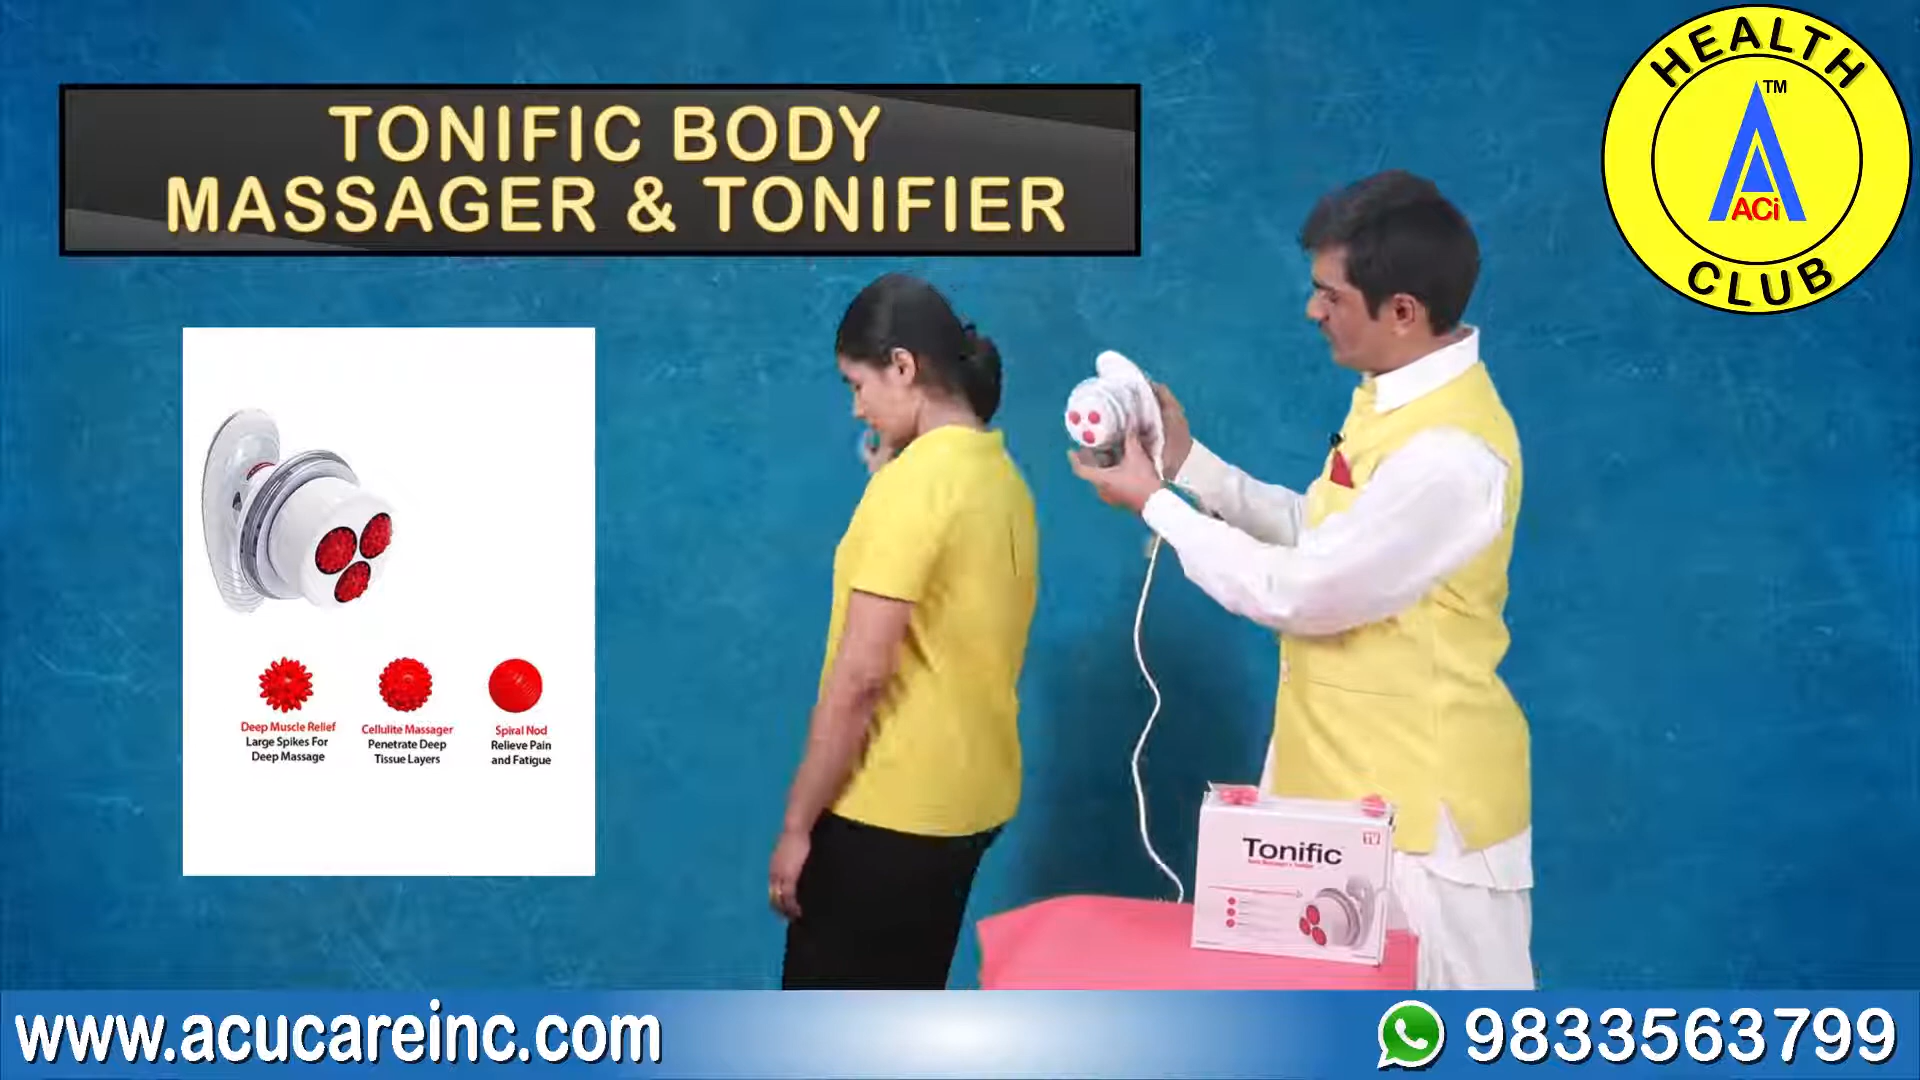 TONIFIC BODY
MASSAGER & TONIFIER
HEALTH
TM
ACi
CLUB
Deep Muscle Relief
Large Spikes For
Deep Massage
Cellulite Massager
Penetrate Deep
Tissue Layers
Spiral Nod
Relieve Pain
and Fatigue
Tonific
TV
www.acucareinc.com
9833563799